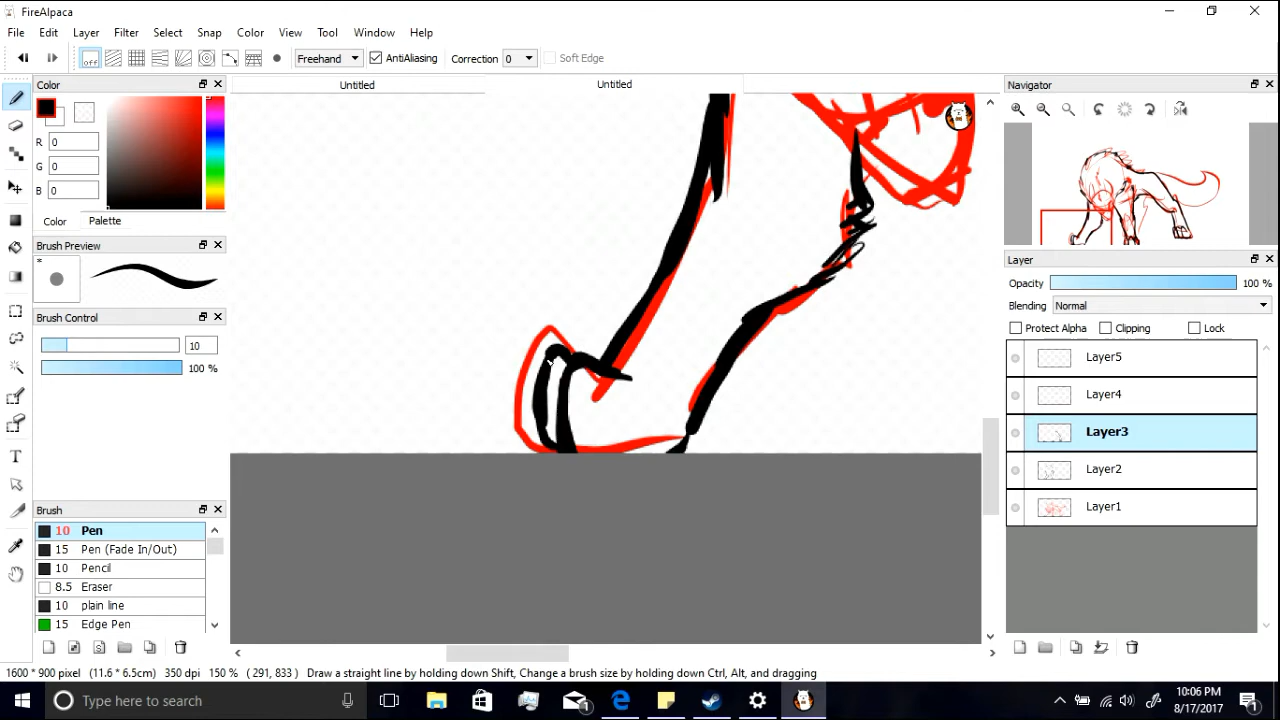 FireAlpaca
File Edit Layer Filter Select Snap Color View Tool Window Help
off Freehand AntiAliasing Correction 0 Soft Edge
Color Untitled Untitled Navigator
R 0
G 0
B 0
Color Palette
Brush Preview
*
Brush Control
10
100 %
Layer
Opacity 100 %
Blending Normal
Protect Alpha Clipping Lock
Layer5
Layer4
Layer3
Layer2
Layer1
Brush
10 Pen
15 Pen (Fade In/Out)
10 Pencil
8.5 Eraser
10 plain line
15 Edge Pen
1600 * 900 pixel (11.6 * 6.5cm) 350 dpi 150 % ( 291, 833 ) Draw a straight line by holding down Shift, Change a brush size by holding down Ctrl, Alt, and dragging
Type here to search 1 10:06 PM
8/17/2017 1